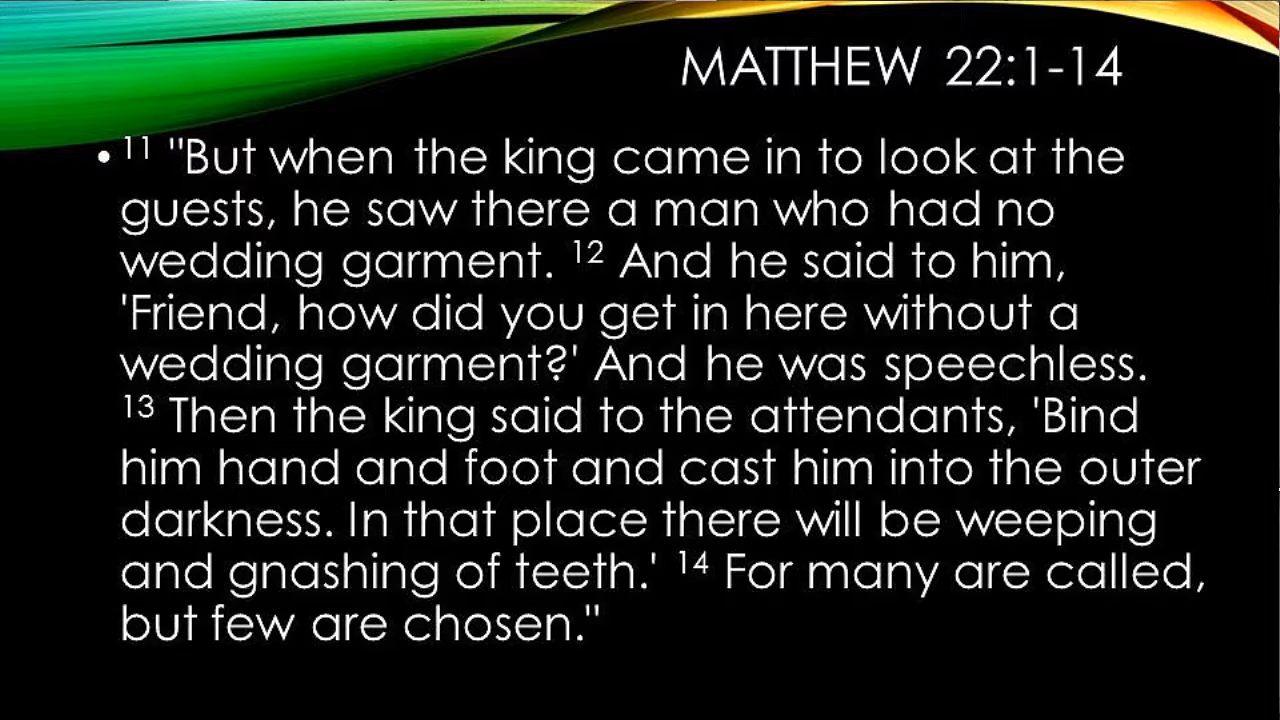 MATTHEW 22:1-14
• 11 "But when the king came in to look at the
guests, he saw there a man who had no
wedding garment. 12 And he said to him,
'Friend, how did you get in here without a
wedding garment?' And he was speechless.
13 Then the king said to the attendants, 'Bind
him hand and foot and cast him into the outer
darkness. In that place there will be weeping
and gnashing of teeth.' 14 For many are called,
but few are chosen."